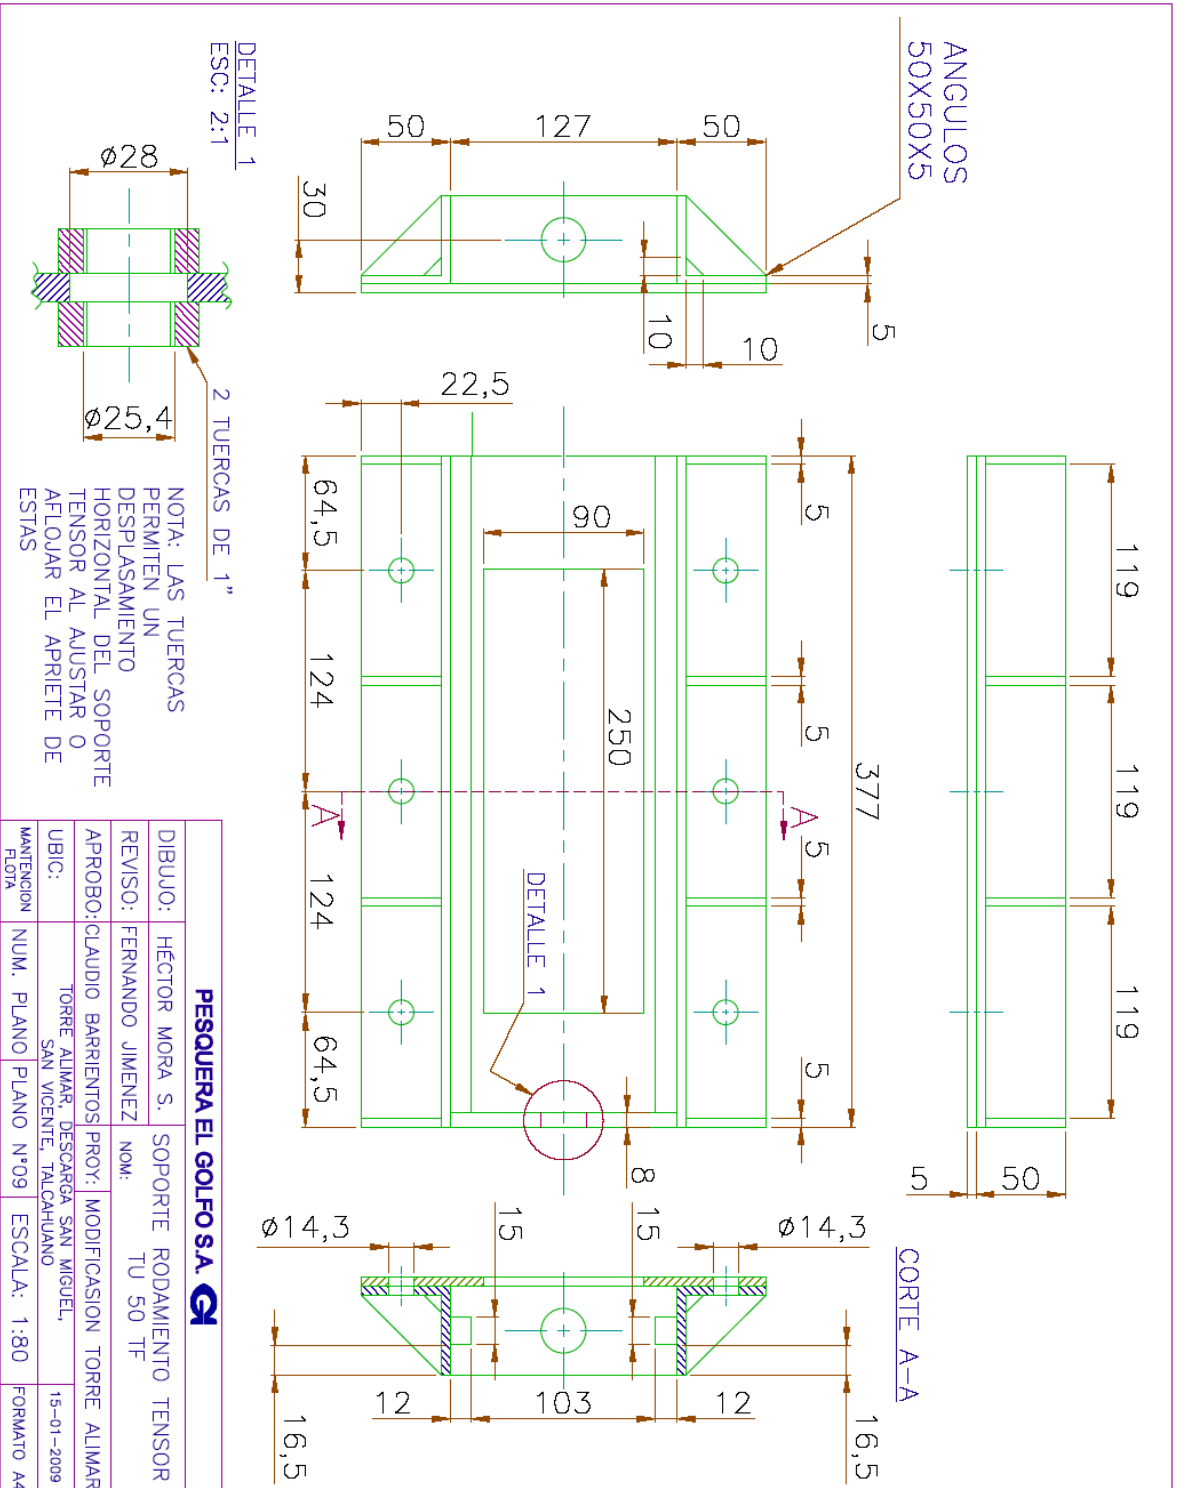 ANGULOS
50X50X5
50
127
50
30
10
10
5
DETALLE 1
ESC: 2:1
Ø28
Ø25,4
2 TUERCAS DE 1"
NOTA: LAS TUERCAS
PERMITEN UN
DESPLASAMIENTO
HORIZONTAL DEL SOPORTE
TENSOR AL AJUSTAR O
AFLOJAR EL APRIETE DE
ESTAS
119
119
119
5
50
377
5
5
5
5
22,5
90
250
64,5
124
124
64,5
A
A
DETALLE 1
8
CORTE A-A
Ø14,3
Ø14,3
15
15
12
103
12
16,5
16,5
PESQUERA EL GOLFO S.A.
DIBUJO: HÉCTOR MORA S.
REVISO: FERNANDO JIMENEZ
APROBO: CLAUDIO BARRIENTOS
NOM: SOPORTE RODAMIENTO TENSOR
TU 50 TF
PROY: MODIFICASION TORRE ALIMAR
UBIC: TORRE ALIMAR, DESCARGA SAN MIGUEL,
SAN VICENTE, TALCAHUANO
15-01-2009
MANTENCION
FLOTA
NUM. PLANO
PLANO N°09
ESCALA: 1:80
FORMATO A4